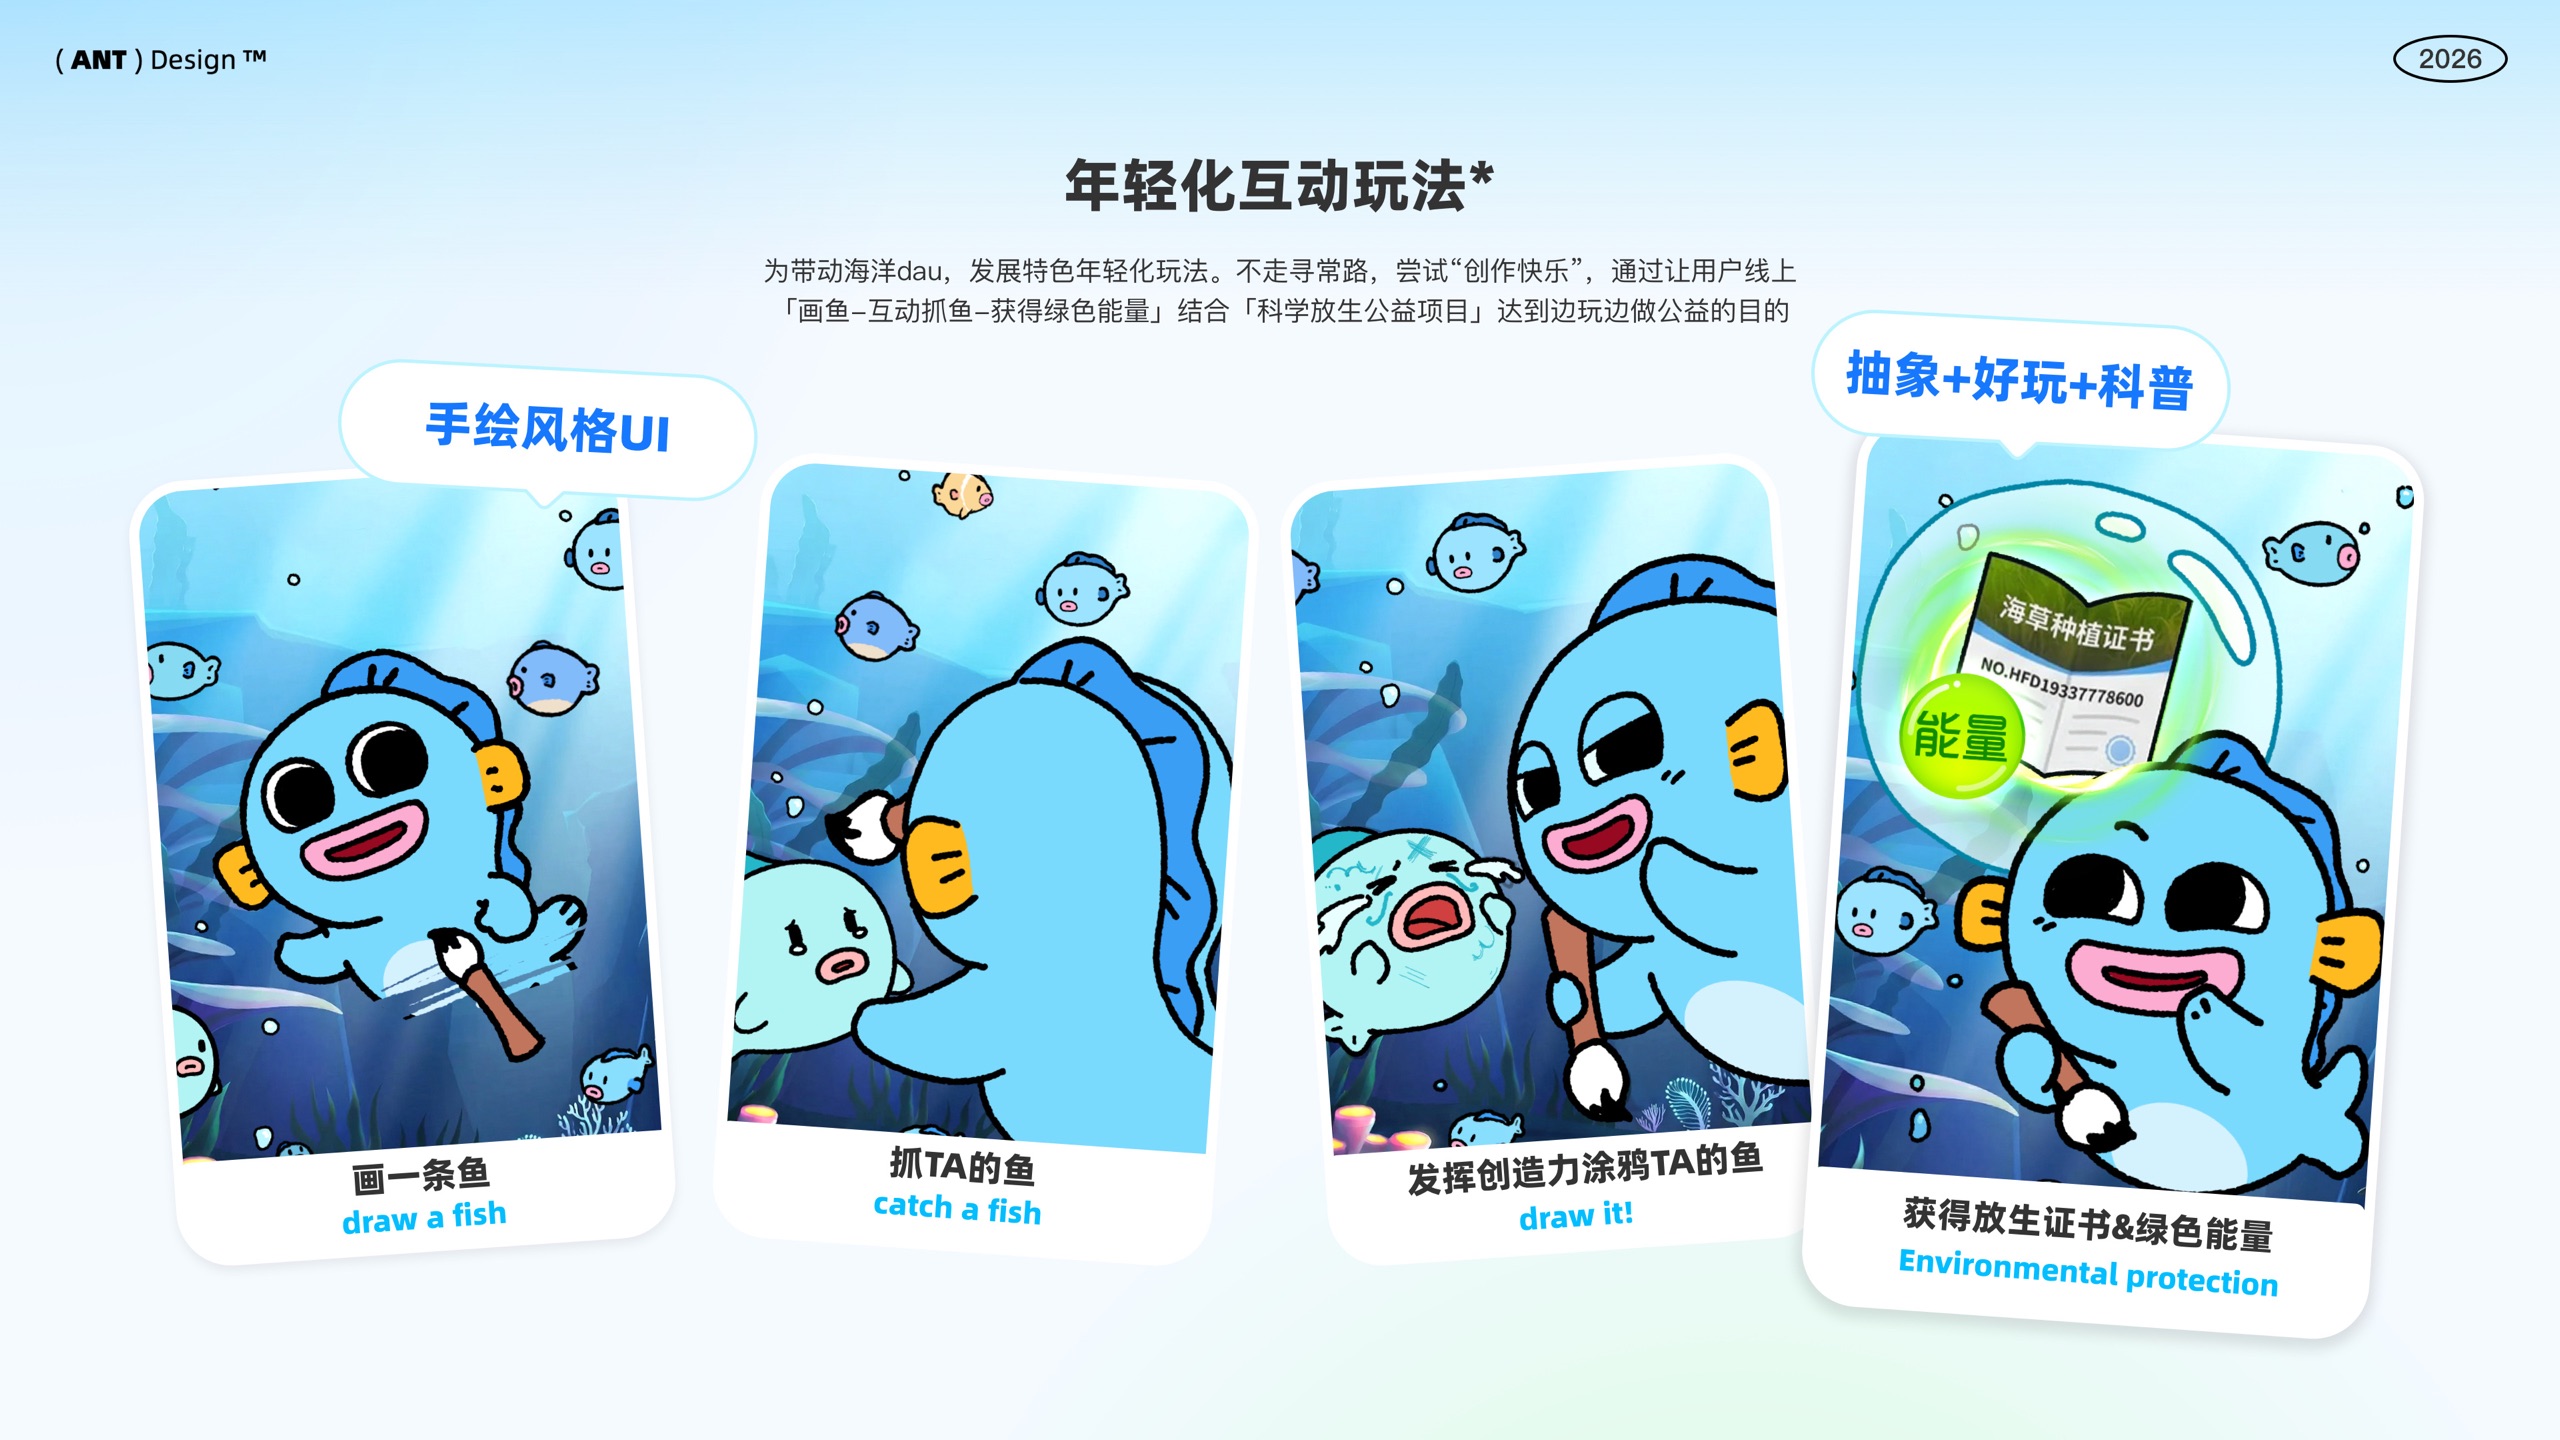 ( ANT ) Design ™
2026
年轻化互动玩法*
为带动海洋dau，发展特色年轻化玩法。不走寻常路，尝试“创作快乐”，通过让用户线上
「画鱼–互动抓鱼–获得绿色能量」结合「科学放生公益项目」达到边玩边做公益的目的
手绘风格UI
抽象+好玩+科普
海草种植证书
NO.HFD19337778600
能量
画一条鱼
draw a fish
抓TA的鱼
catch a fish
发挥创造力涂鸦TA的鱼
draw it!
获得放生证书&绿色能量
Environmental protection